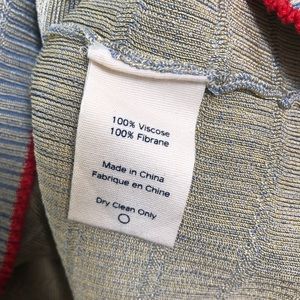 100% Viscose
100% Fibrane
Made in China
Fabriqué en Chine
Dry Clean Only